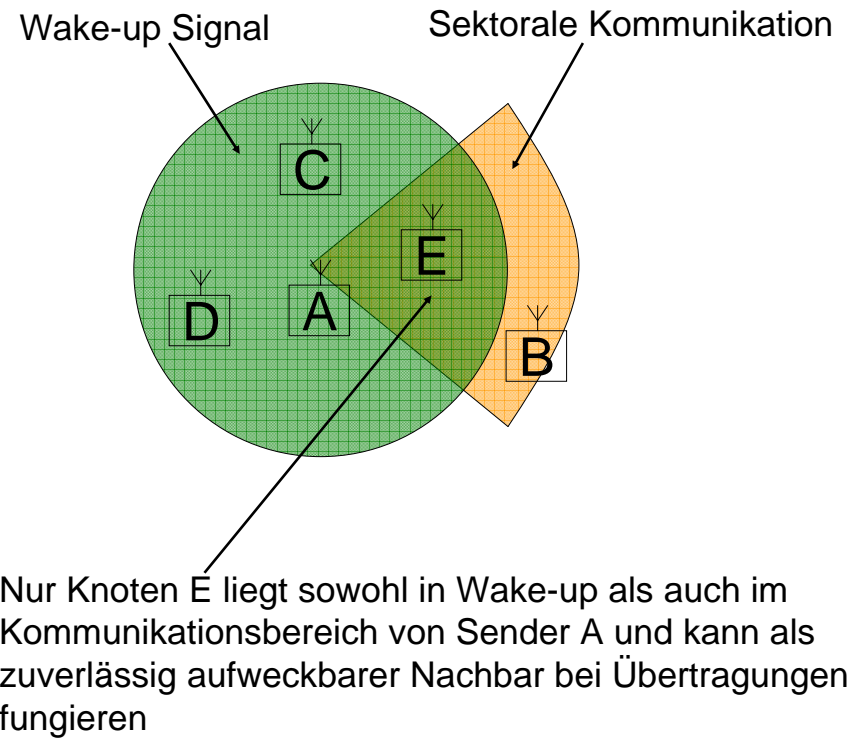 Wake-up Signal
Sektorale Kommunikation
C
E
D
A
B
Nur Knoten E liegt sowohl in Wake-up als auch im
Kommunikationsbereich von Sender A und kann als
zuverlässig aufweckbarer Nachbar bei Übertragungen
fungieren